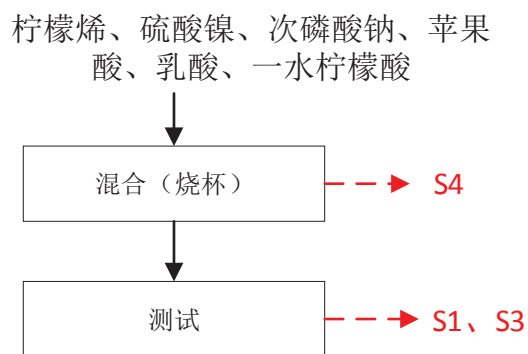 柠檬烯、硫酸镍、次磷酸钠、苹果
酸、乳酸、一水柠檬酸
混合（烧杯）
S4
测试
S1、S3